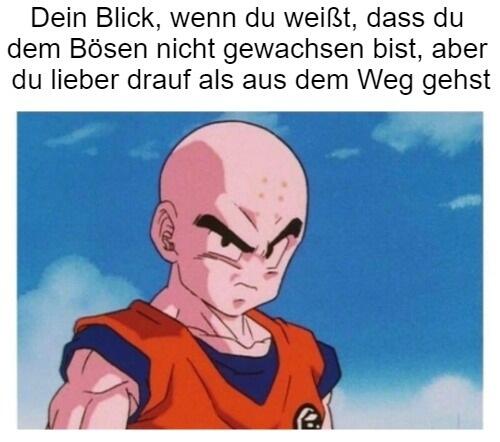 Dein Blick, wenn du weißt, dass du
dem Bösen nicht gewachsen bist, aber
du lieber drauf als aus dem Weg gehst